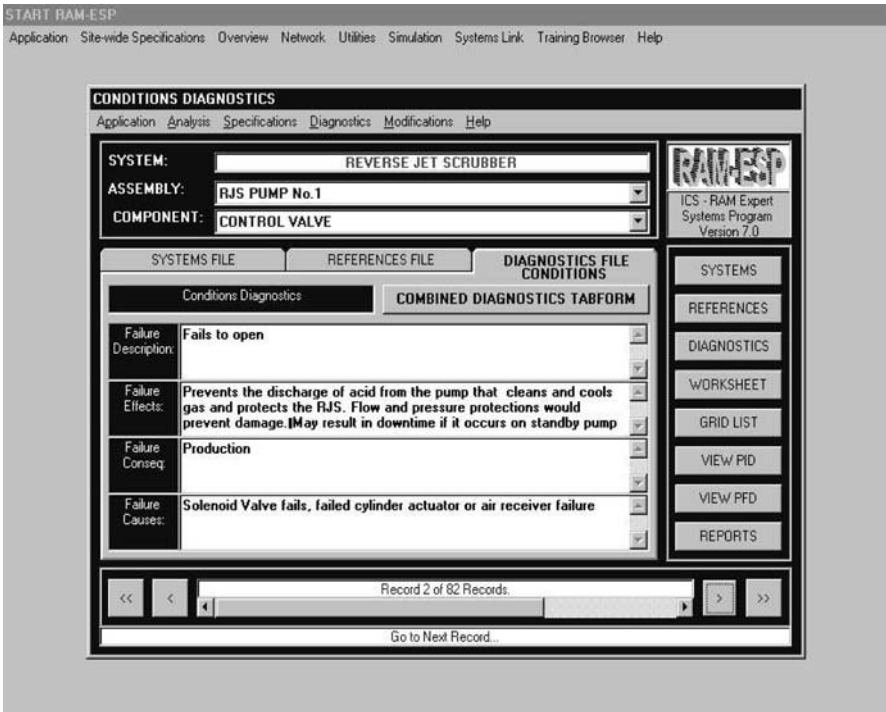 START RAM-ESP
Application Site-wide Specifications Overview Network Utilities Simulation Systems Link Training Browser Help
CONDITIONS DIAGNOSTICS
Application Analysis Specifications Diagnostics Modifications Help
SYSTEM: REVERSE JET SCRUBBER
ASSEMBLY: RJS PUMP No.1
COMPONENT: CONTROL VALVE
RAM-ESP
ICS - RAM Expert
Systems Program
Version 7.0
SYSTEMS FILE REFERENCES FILE DIAGNOSTICS FILE
CONDITIONS
Conditions Diagnostics COMBINED DIAGNOSTICS TABFORM
Failure
Description:
Fails to open
Failure
Effects:
Prevents the discharge of acid from the pump that cleans and cools
gas and protects the RJS. Flow and pressure protections would
prevent damage.|May result in downtime if it occurs on standby pump
Failure
Conseq:
Production
Failure
Causes:
Solenoid Valve fails, failed cylinder actuator or air receiver failure
SYSTEMS
REFERENCES
DIAGNOSTICS
WORKSHEET
GRID LIST
VIEW PID
VIEW PFD
REPORTS
<< < Record 2 of 82 Records. > >>
Go to Next Record...